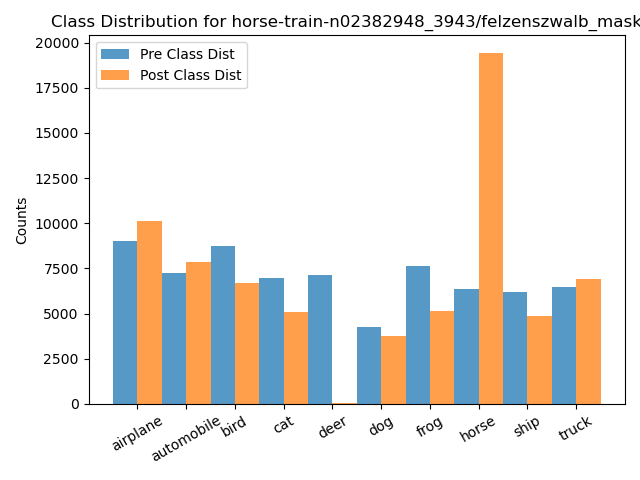 Class Distribution for horse-train-n02382948_3943/felzenszwalb_mask
Pre Class Dist
Post Class Dist
Counts
20000
17500
15000
12500
10000
7500
5000
2500
0
airplane
automobile
bird
cat
deer
dog
frog
horse
ship
truck